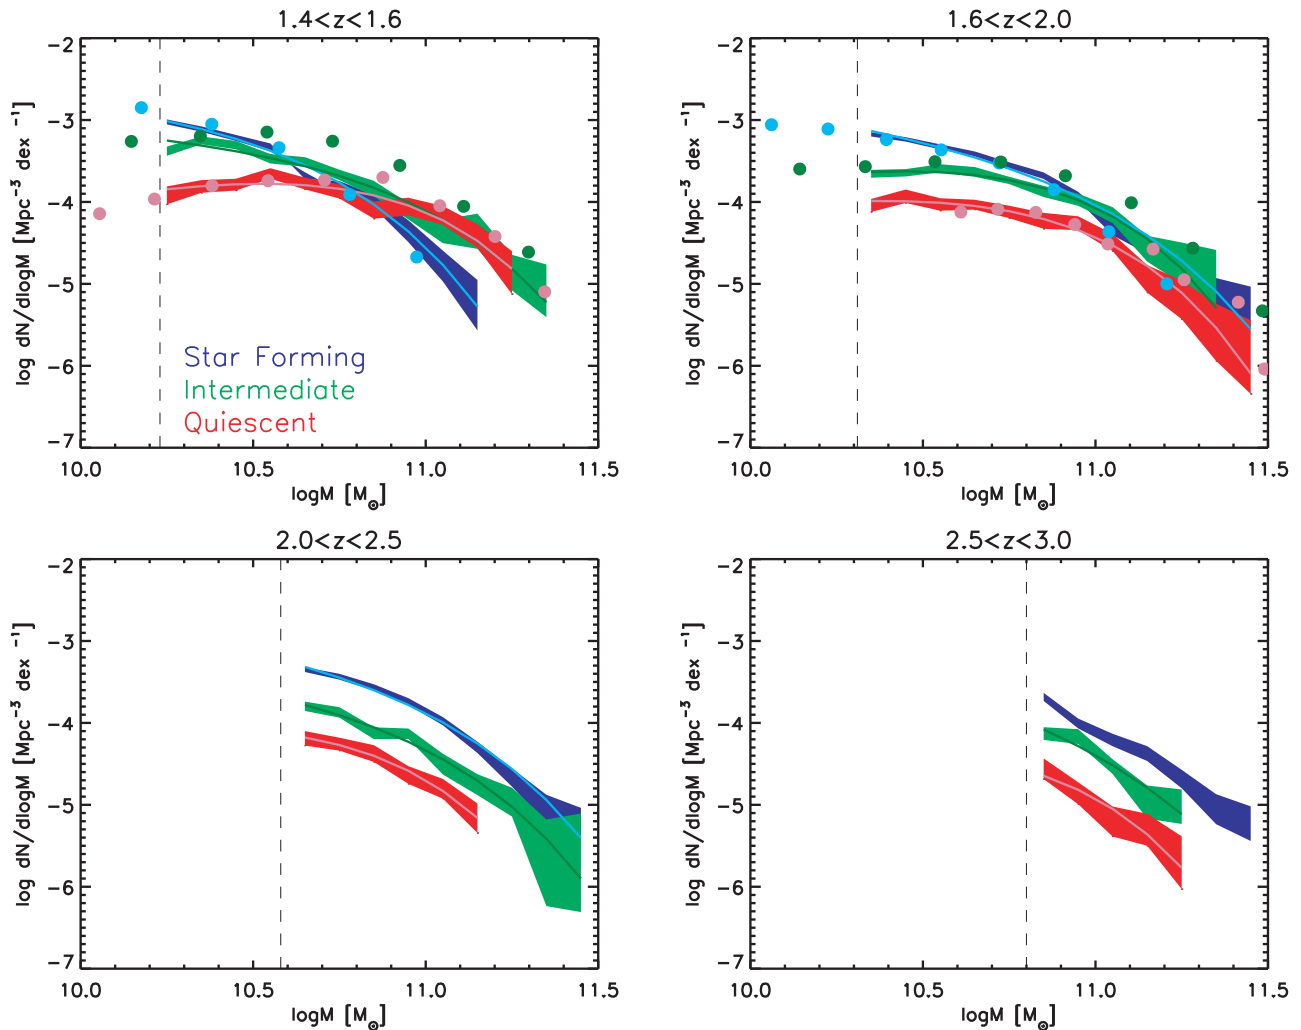 1.4<z<1.6
1.6<z<2.0
-2
-3
-4
-5
-6
-7
log dN/dlogM [Mpc⁻³ dex ⁻¹]
Star Forming
Intermediate
Quiescent
10.0 10.5 11.0 11.5
logM [M☉]
-2
-3
-4
-5
-6
-7
log dN/dlogM [Mpc⁻³ dex ⁻¹]
10.0 10.5 11.0 11.5
logM [M☉]
2.0<z<2.5
2.5<z<3.0
-2
-3
-4
-5
-6
-7
log dN/dlogM [Mpc⁻³ dex ⁻¹]
10.0 10.5 11.0 11.5
logM [M☉]
-2
-3
-4
-5
-6
-7
log dN/dlogM [Mpc⁻³ dex ⁻¹]
10.0 10.5 11.0 11.5
logM [M☉]